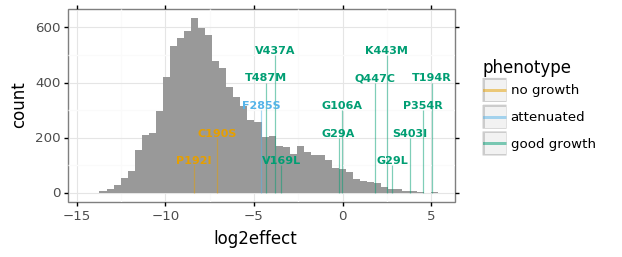 600
400
200
0
count
V437A
K443M
T487M
Q447C
T194R
F285S
G106A
P354R
C190S
G29A
S403I
P192I
V169L
G29L
−15
−10
−5
0
5
log2effect
phenotype
no growth
attenuated
good growth